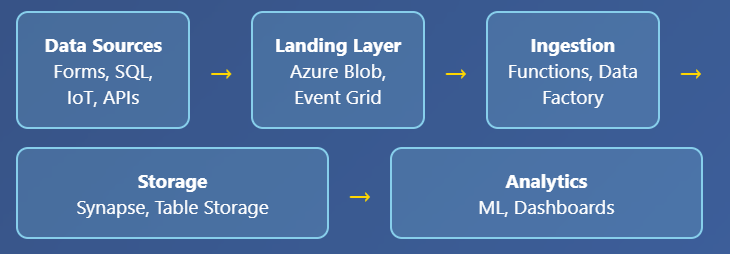 Data Sources
Forms, SQL,
IoT, APIs
→
Landing Layer
Azure Blob,
Event Grid
→
Ingestion
Functions, Data
Factory
→
Storage
Synapse, Table Storage
→
Analytics
ML, Dashboards